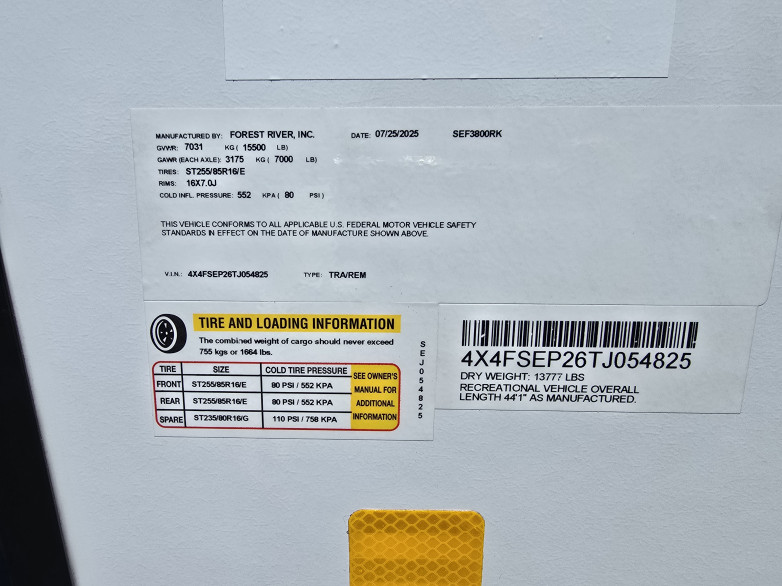 MANUFACTURED BY: FOREST RIVER, INC. DATE: 07/25/2025 SEF3800RK
GVWR: 7031 KG ( 15500 LB)
GAWR (EACH AXLE): 3175 KG ( 7000 LB)
TIRES: ST255/85R16/E
RIMS: 16X7.0J
COLD INFL. PRESSURE: 552 KPA ( 80 PSI )
THIS VEHICLE CONFORMS TO ALL APPLICABLE U.S. FEDERAL MOTOR VEHICLE SAFETY
STANDARDS IN EFFECT ON THE DATE OF MANUFACTURE SHOWN ABOVE.
V.I.N.: 4X4FSEP26TJ054825 TYPE: TRA/REM
TIRE AND LOADING INFORMATION
The combined weight of cargo should never exceed
755 kgs or 1664 lbs.
TIRE SIZE COLD TIRE PRESSURE
FRONT ST255/85R16/E 80 PSI / 552 KPA
REAR ST255/85R16/E 80 PSI / 552 KPA
SPARE ST235/80R16/G 110 PSI / 758 KPA
SEE OWNER'S
MANUAL FOR
ADDITIONAL
INFORMATION
SEJ054825
4X4FSEP26TJ054825
DRY WEIGHT: 13777 LBS
RECREATIONAL VEHICLE OVERALL
LENGTH 44'1" AS MANUFACTURED.